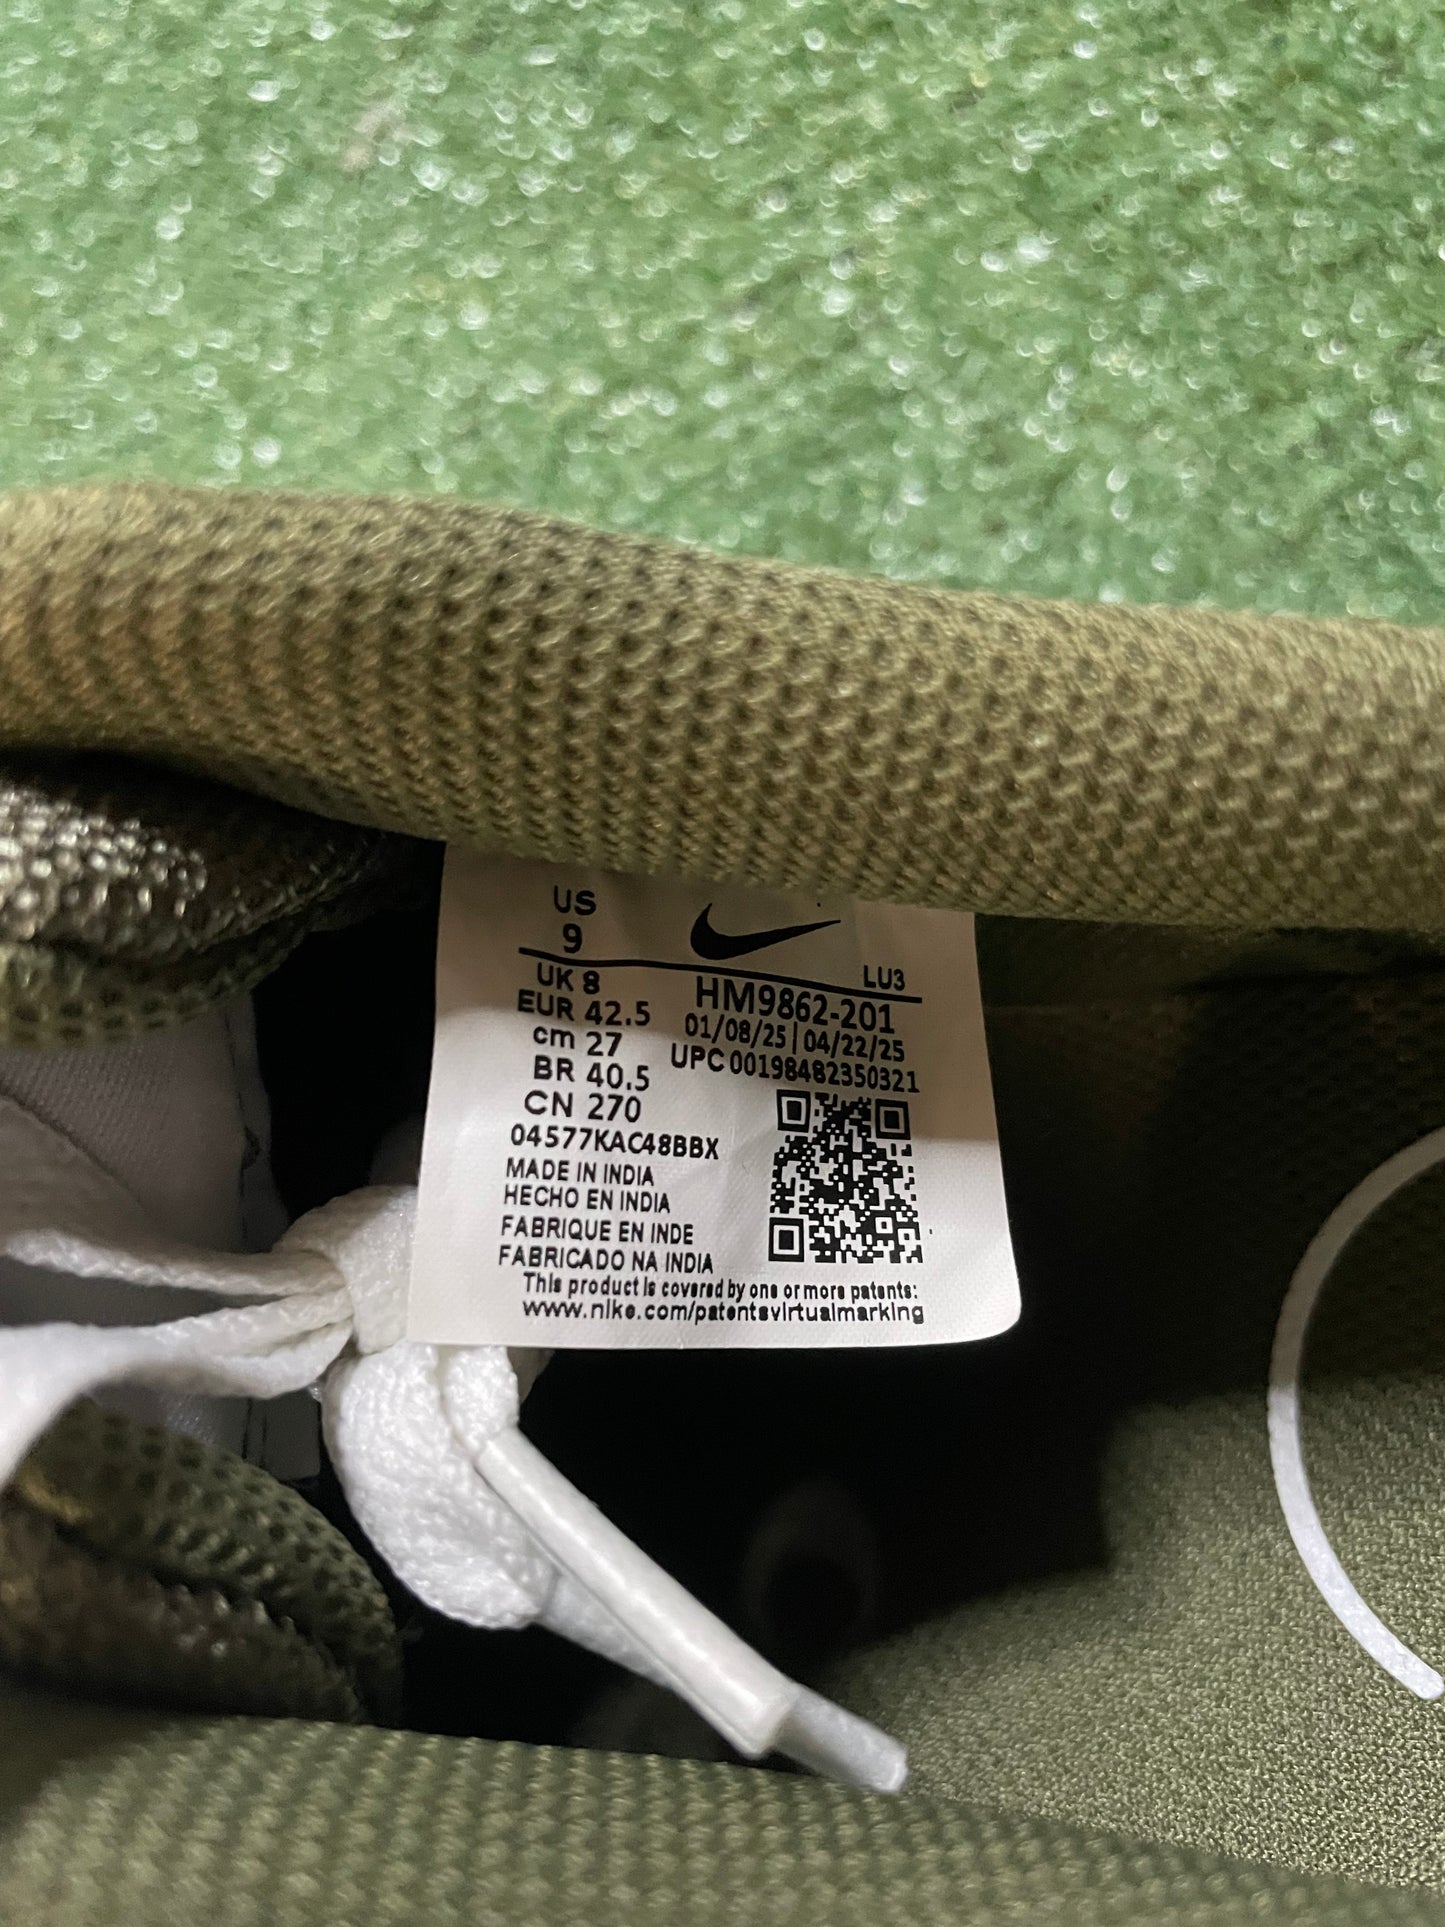 US
9
LU3
UK 8
HM9862-201
EUR 42.5
01/08/25 | 04/22/25
cm 27
UPC 00198482350321
BR 40.5
CN 270
04577KAC48BBX
MADE IN INDIA
HECHO EN INDIA
FABRIQUE EN INDE
FABRICADO NA INDIA
This product is covered by one or more patents:
www.nike.com/patentsvirtualmarking